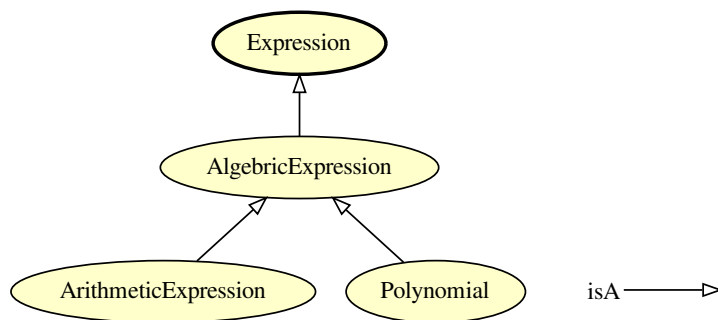 Expression
AlgebricExpression
ArithmeticExpression
Polynomial
isA